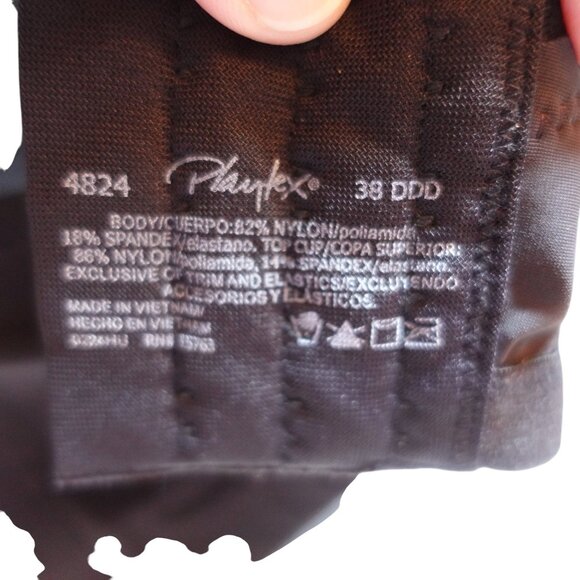 4824 Playtex® 38 DDD
BODY/CUERPO:82% NYLON/poliamida,
18% SPANDEX/elastano. TOP CUP/COPA SUPERIOR:
86% NYLON/poliamida, 14% SPANDEX/elastano.
EXCLUSIVE OF TRIM AND ELASTICS/EXCLUYENDO
ACCESORIOS Y ELÁSTICOS.
MADE IN VIETNAM/
HECHO EN VIETNAM